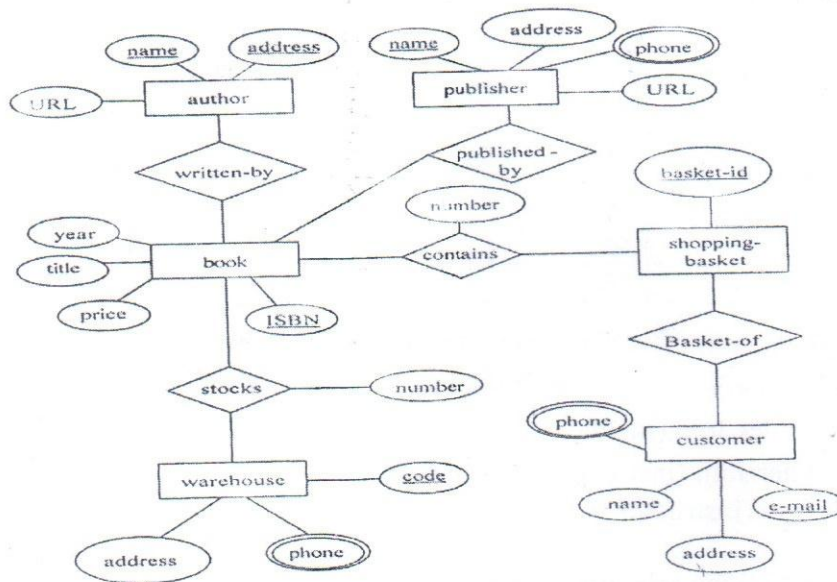 name
address
URL
author
written-by
name
address
phone
publisher
URL
published-
by
basket-id
number
year
title
price
book
ISBN
contains
shopping-
basket
Basket-of
stocks
number
phone
customer
name
e-mail
address
warehouse
code
address
phone